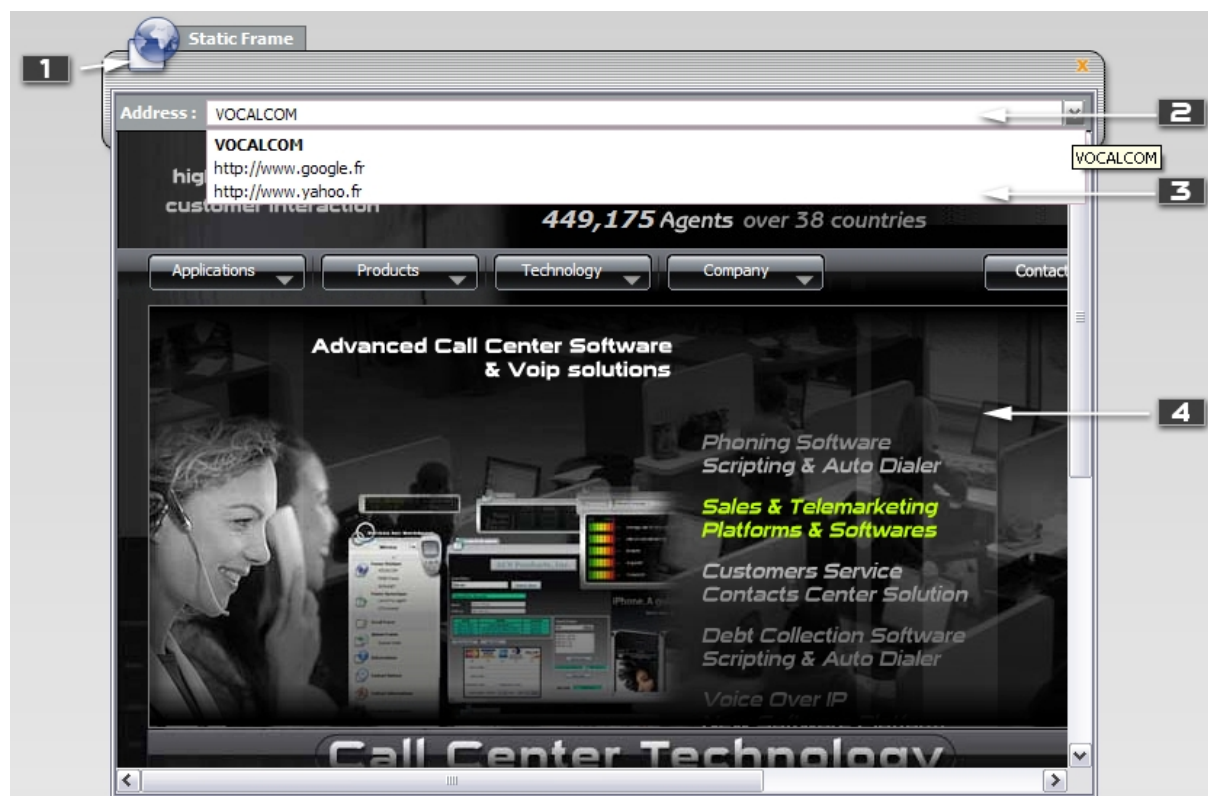 Static Frame
1
x
Address :
VOCALCOM
2
VOCALCOM
http://www.google.fr
http://www.yahoo.fr
VOCALCOM
3
hig
customer interaction
449,175 Agents over 38 countries
Applications
Products
Technology
Company
Contact
Advanced Call Center Software
& Voip solutions
4
Phoning Software
Scripting & Auto Dialer
Sales & Telemarketing
Platforms & Softwares
Customers Service
Contacts Center Solution
Debt Collection Software
Scripting & Auto Dialer
Voice Over IP
Call Center Technology